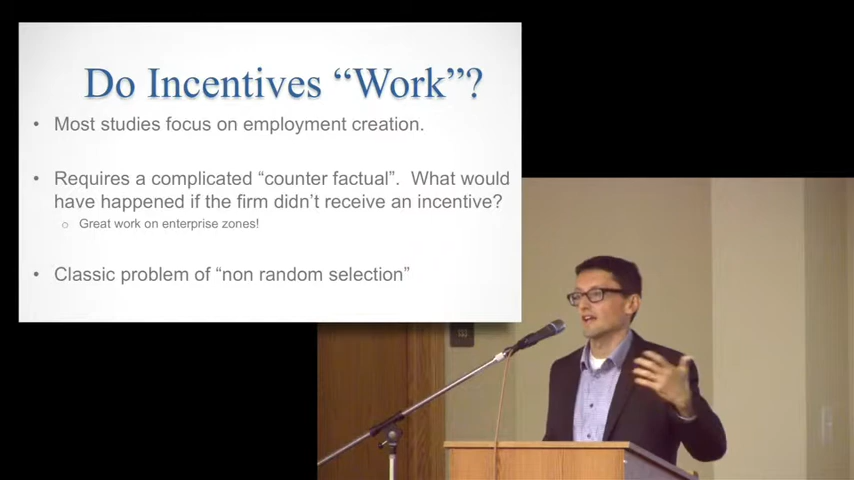 Do Incentives “Work”?
• Most studies focus on employment creation.
• Requires a complicated “counter factual”. What would
have happened if the firm didn’t receive an incentive?
o Great work on enterprise zones!
• Classic problem of “non random selection”